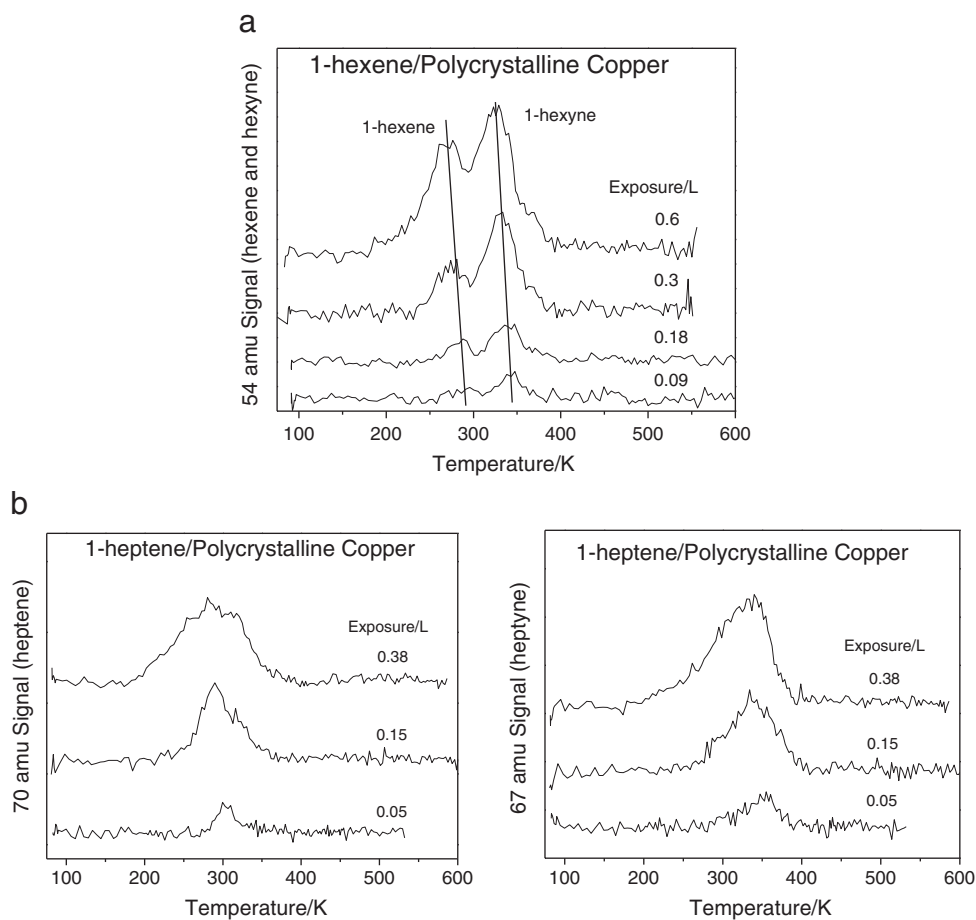 a
1-hexene/Polycrystalline Copper
1-hexene
1-hexyne
Exposure/L
0.6
0.3
0.18
0.09
54 amu Signal (hexene and hexyne)
100 200 300 400 500 600
Temperature/K
b
1-heptene/Polycrystalline Copper
Exposure/L
0.38
0.15
0.05
70 amu Signal (heptene)
100 200 300 400 500 600
Temperature/K
1-heptene/Polycrystalline Copper
Exposure/L
0.38
0.15
0.05
67 amu Signal (heptyne)
100 200 300 400 500 600
Temperature/K